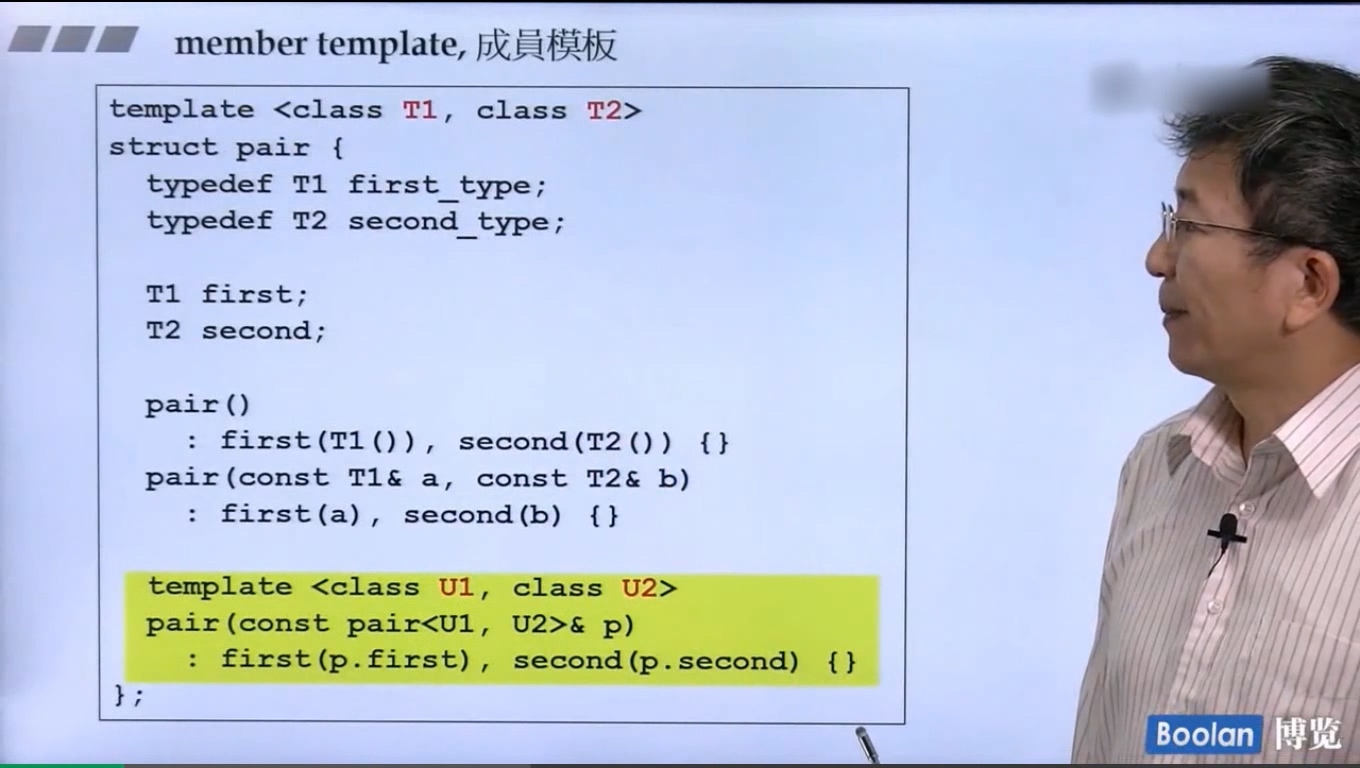 member template, 成員模板
template <class T1, class T2>
struct pair {
typedef T1 first_type;
typedef T2 second_type;
T1 first;
T2 second;
pair()
: first(T1()), second(T2()) {}
pair(const T1& a, const T2& b)
: first(a), second(b) {}
template <class U1, class U2>
pair(const pair<U1, U2>& p)
: first(p.first), second(p.second) {}
};
Boolan 博览